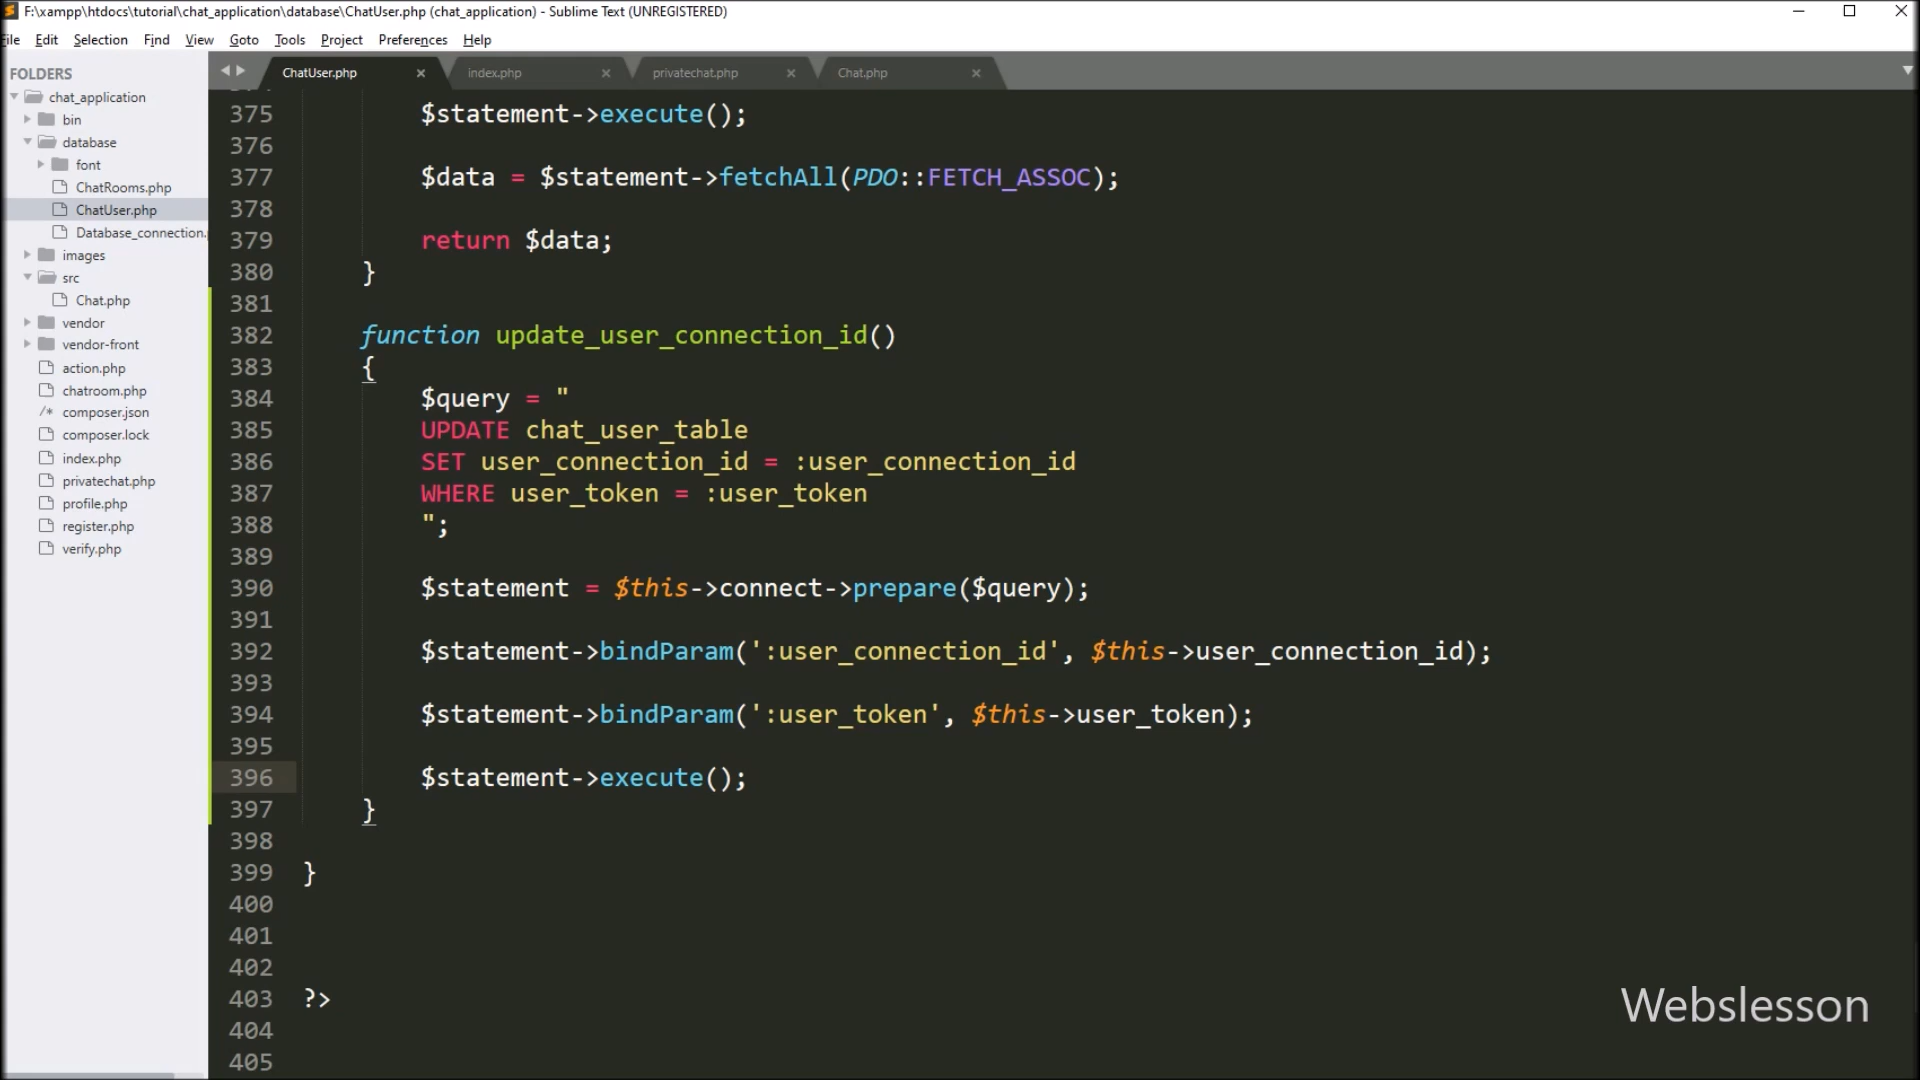 F:\xampp\htdocs\tutorial\chat_application\database\ChatUser.php (chat_application) - Sublime Text (UNREGISTERED)
File Edit Selection Find View Goto Tools Project Preferences Help
FOLDERS
chat_application
bin
database
font
ChatRooms.php
ChatUser.php
Database_connection.
images
src
Chat.php
vendor
vendor-front
action.php
chatroom.php
/* composer.json
composer.lock
index.php
privatechat.php
profile.php
register.php
verify.php
ChatUser.php × index.php × privatechat.php × Chat.php ×
375 $statement->execute();
376
377 $data = $statement->fetchAll(PDO::FETCH_ASSOC);
378
379 return $data;
380 }
381
382 function update_user_connection_id()
383 {
384 $query = "
385 UPDATE chat_user_table
386 SET user_connection_id = :user_connection_id
387 WHERE user_token = :user_token
388 ";
389
390 $statement = $this->connect->prepare($query);
391
392 $statement->bindParam(':user_connection_id', $this->user_connection_id);
393
394 $statement->bindParam(':user_token', $this->user_token);
395
396 $statement->execute();
397 }
398
399 }
400
401
402
403 ?>
404
405
Webslesson